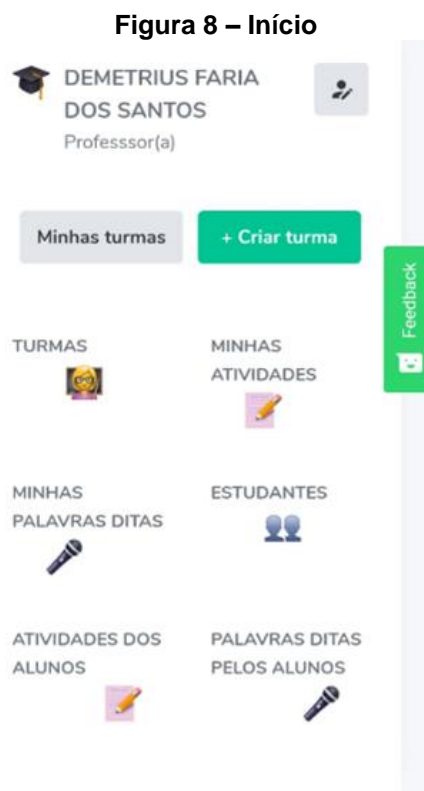 Figura 8 – Início
DEMETRIUS FARIA
DOS SANTOS
Professsor(a)
Minhas turmas
+ Criar turma
Feedback
TURMAS
MINHAS
ATIVIDADES
MINHAS
PALAVRAS DITAS
ESTUDANTES
ATIVIDADES DOS
ALUNOS
PALAVRAS DITAS
PELOS ALUNOS